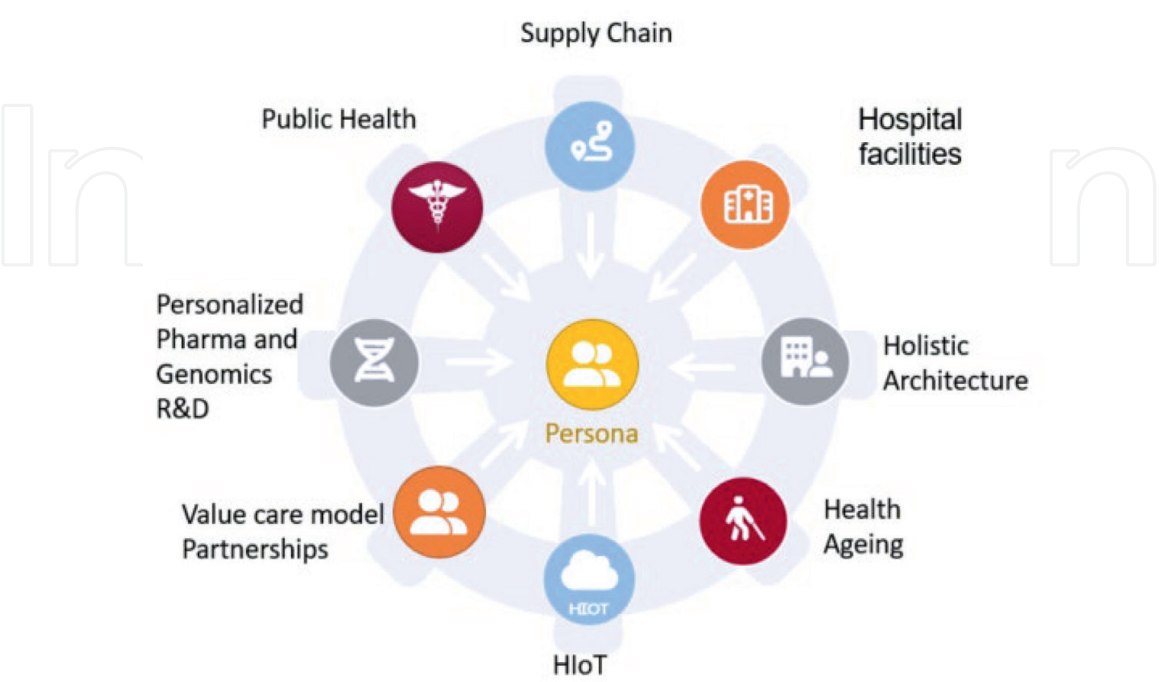 Supply Chain
Public Health
Hospital
facilities
Personalized
Pharma and
Genomics
R&D
Holistic
Architecture
Persona
Value care model
Partnerships
Health
Ageing
HIOT
HIoT
In
n